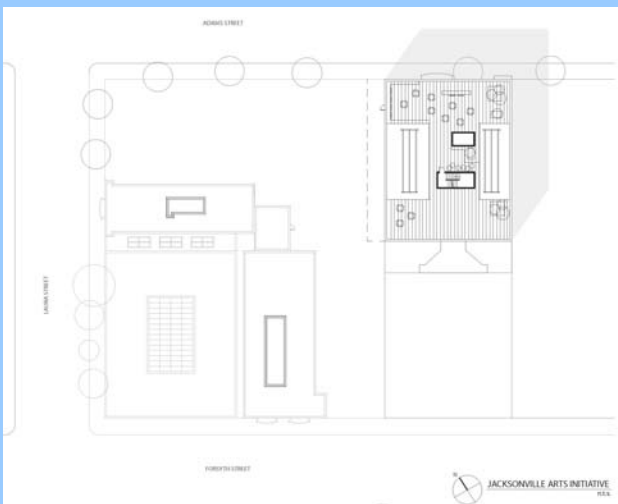 ADAMS STREET
LAURA STREET
FORSYTH STREET
N
JACKSONVILLE ARTS INITIATIVE
N.T.S.